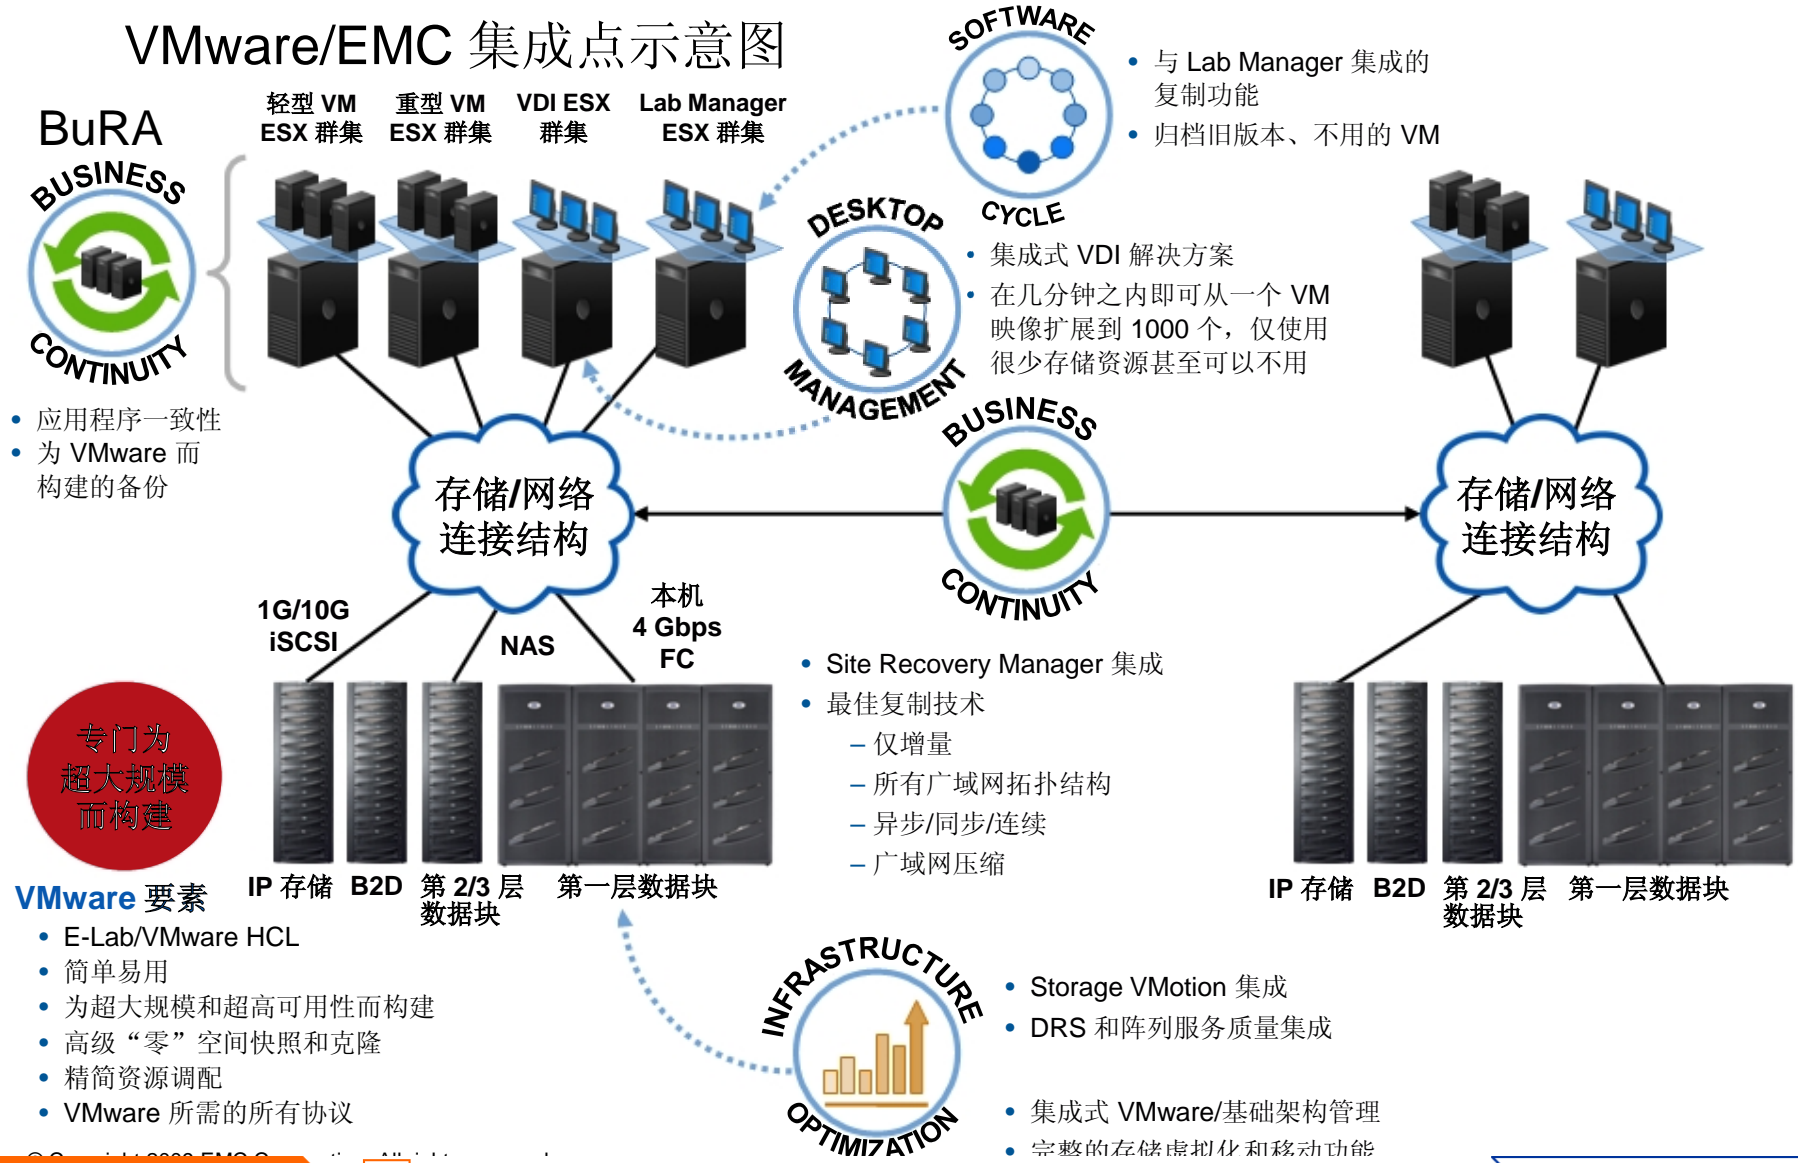 VMware/EMC 集成点示意图
SOFTWARE
CYCLE
• 与 Lab Manager 集成的
复制功能
• 归档旧版本、不用的 VM
BuRA
轻型 VM
ESX 群集
重型 VM
ESX 群集
VDI ESX
群集
Lab Manager
ESX 群集
BUSINESS
CONTINUITY
DESKTOP
MANAGEMENT
• 集成式 VDI 解决方案
• 在几分钟之内即可从一个 VM
映像扩展到 1000 个，仅使用
很少存储资源甚至可以不用
• 应用程序一致性
• 为 VMware 而
构建的备份
BUSINESS
CONTINUITY
存储/网络
连接结构
存储/网络
连接结构
1G/10G
iSCSI
NAS
本机
4 Gbps
FC
• Site Recovery Manager 集成
• 最佳复制技术
– 仅增量
– 所有广域网拓扑结构
– 异步/同步/连续
– 广域网压缩
专门为
超大规模
而构建
IP 存储
B2D
第 2/3 层
数据块
第一层数据块
IP 存储
B2D
第 2/3 层
数据块
第一层数据块
VMware 要素
• E-Lab/VMware HCL
• 简单易用
• 为超大规模和超高可用性而构建
• 高级“零”空间快照和克隆
• 精简资源调配
• VMware 所需的所有协议
INFRASTRUCTURE
OPTIMIZATION
• Storage VMotion 集成
• DRS 和阵列服务质量集成
• 集成式 VMware/基础架构管理
• 完整的存储虚拟化和移动功能